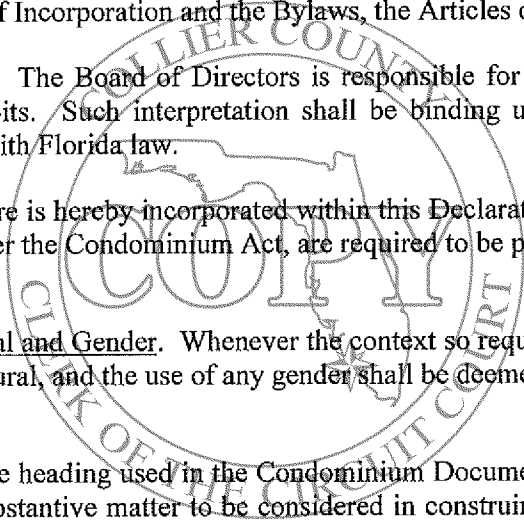 f Incorporation and the Bylaws, the Articles o
The Board of Directors is responsible for
its. Such interpretation shall be binding u
ith Florida law.
re is hereby incorporated within this Declarat
er the Condominium Act, are required to be p
al and Gender. Whenever the context so requ
ural, and the use of any gender shall be deeme
e heading used in the Condominium Docume
bstantive matter to be considered in construin
COLLIER COUNTY
COPY
CLERK OF THE CIRCUIT COURT